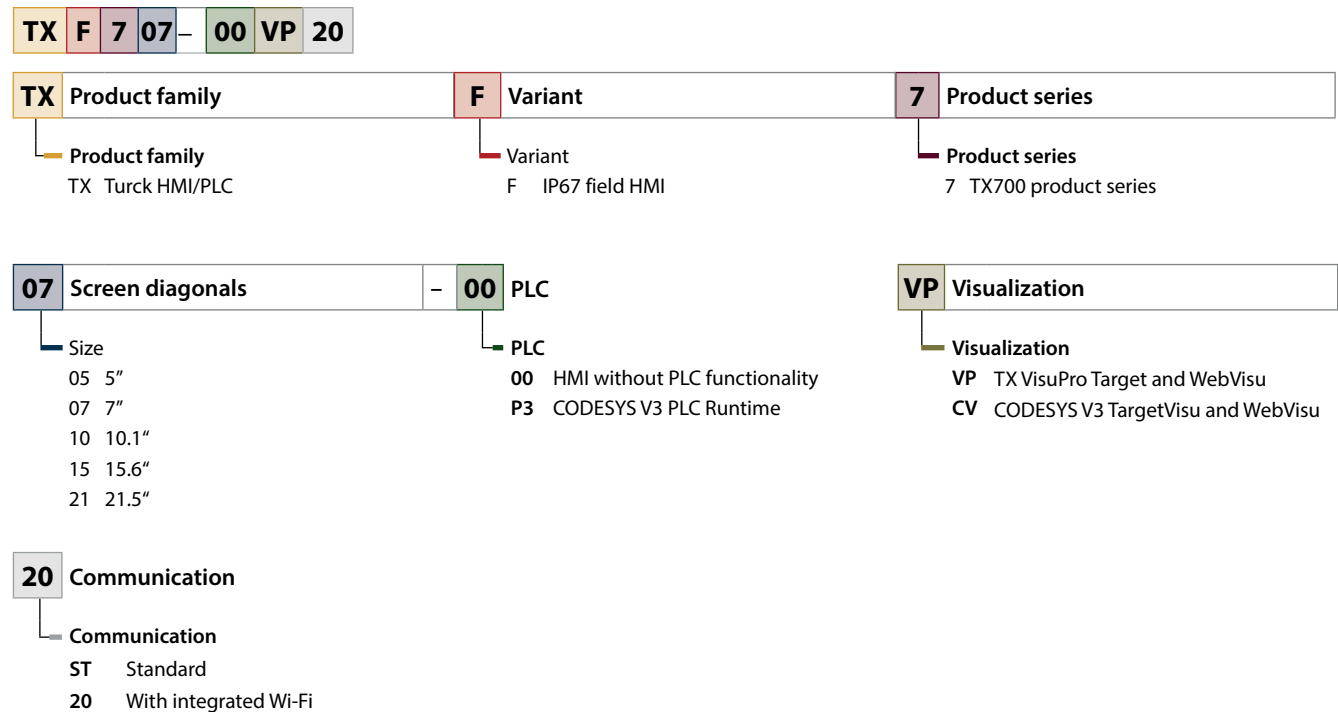 TX F 7 07 – 00 VP 20
TX Product family F Variant 7 Product series
Product family Variant Product series
TX Turck HMI/PLC F IP67 field HMI 7 TX700 product series
07 Screen diagonals – 00 PLC VP Visualization
Size PLC Visualization
05 5″ 00 HMI without PLC functionality VP TX VisuPro Target and WebVisu
07 7″ P3 CODESYS V3 PLC Runtime CV CODESYS V3 TargetVisu and WebVisu
10 10.1“
15 15.6“
21 21.5“
20 Communication
Communication
ST Standard
20 With integrated Wi-Fi